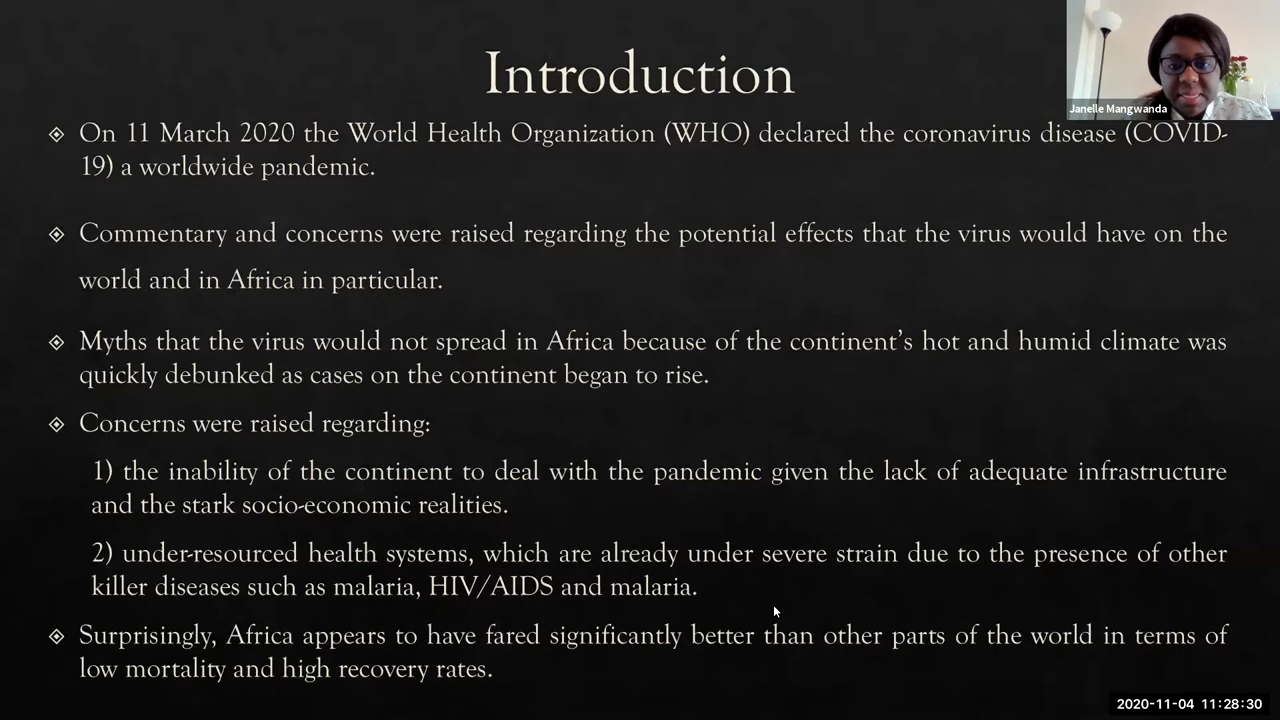 Introduction
Janelle Mangwanda
On 11 March 2020 the World Health Organization (WHO) declared the coronavirus disease (COVID-
19) a worldwide pandemic.
Commentary and concerns were raised regarding the potential effects that the virus would have on the
world and in Africa in particular.
Myths that the virus would not spread in Africa because of the continent’s hot and humid climate was
quickly debunked as cases on the continent began to rise.
Concerns were raised regarding:
1) the inability of the continent to deal with the pandemic given the lack of adequate infrastructure
and the stark socio-economic realities.
2) under-resourced health systems, which are already under severe strain due to the presence of other
killer diseases such as malaria, HIV/AIDS and malaria.
Surprisingly, Africa appears to have fared significantly better than other parts of the world in terms of
low mortality and high recovery rates.
2020-11-04 11:28:30